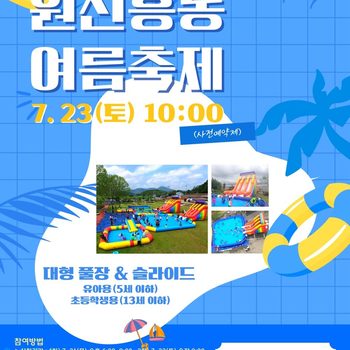 원신흥동
여름축제
7. 23(토) 10:00
(사전예약제)
대형 풀장 & 슬라이드
유아용 (5세 이하)
초등학생용 (13세 이하)
참여방법